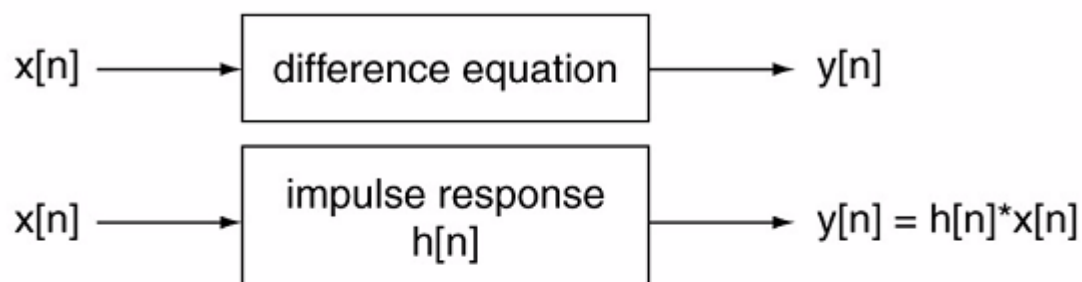 x[n] difference equation y[n]
x[n] impulse response h[n] y[n] = h[n]*x[n]